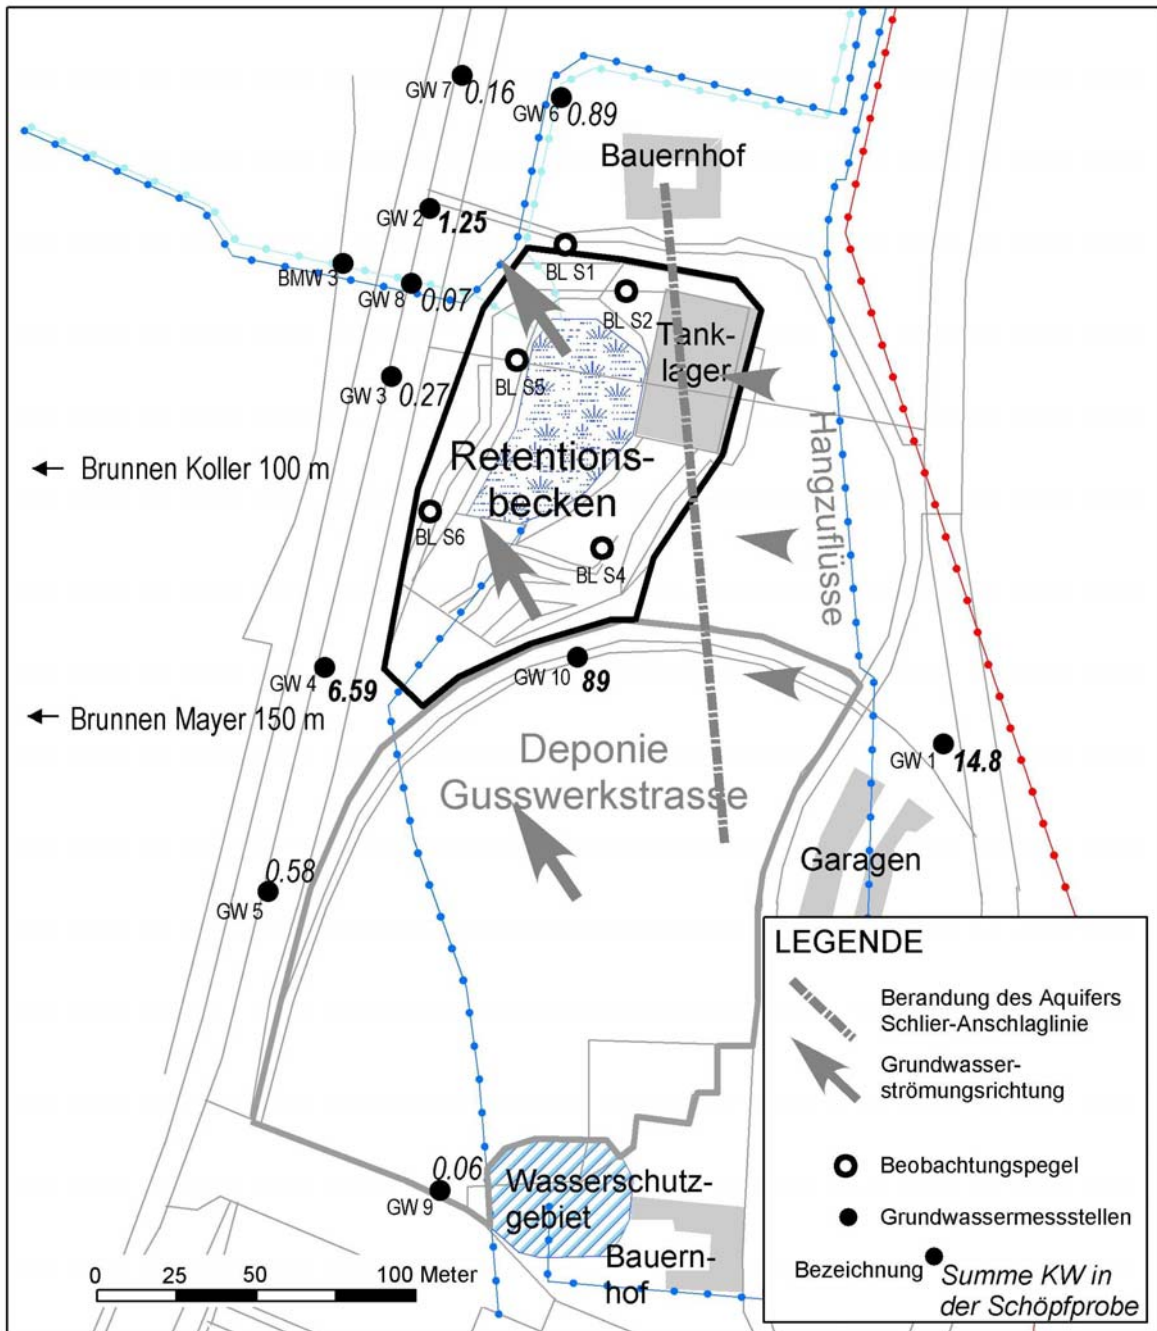 GW 7
0.16
GW 6
0.89
Bauernhof
GW 2
1.25
BMW 3
GW 8
0.07
BL S1
BL S2
Tank-
lager
BL S5
GW 3
0.27
Hangzuflüsse
← Brunnen Koller 100 m
Retentions-
becken
BL S6
BL S4
GW 4
6.59
GW 10
89
← Brunnen Mayer 150 m
Deponie
Gusswerkstrasse
GW 1
14.8
Garagen
0.58
GW 5
LEGENDE
Berandung des Aquifers
Schlier-Anschlaglinie
Grundwasser-
strömungsrichtung
Beobachtungspegel
Grundwassermessstellen
Bezeichnung
Summe KW in
der Schöpfprobe
0.06
GW 9
Wasserschutz-
gebiet
Bauern-
hof
0 25 50 100 Meter